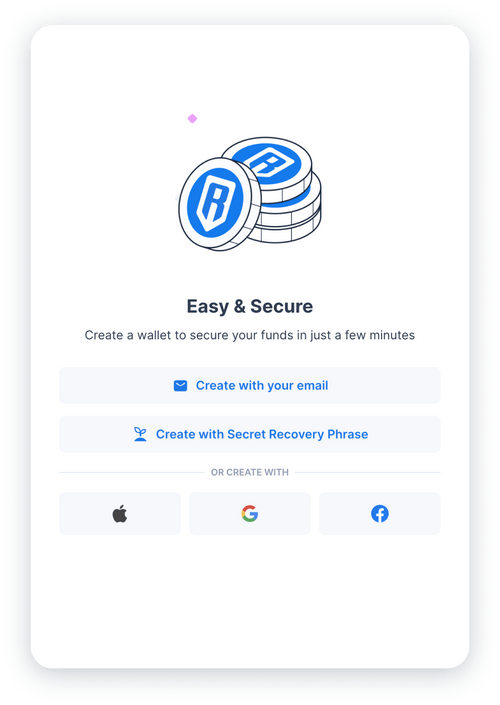 Easy & Secure
Create a wallet to secure your funds in just a few minutes
Create with your email
Create with Secret Recovery Phrase
OR CREATE WITH